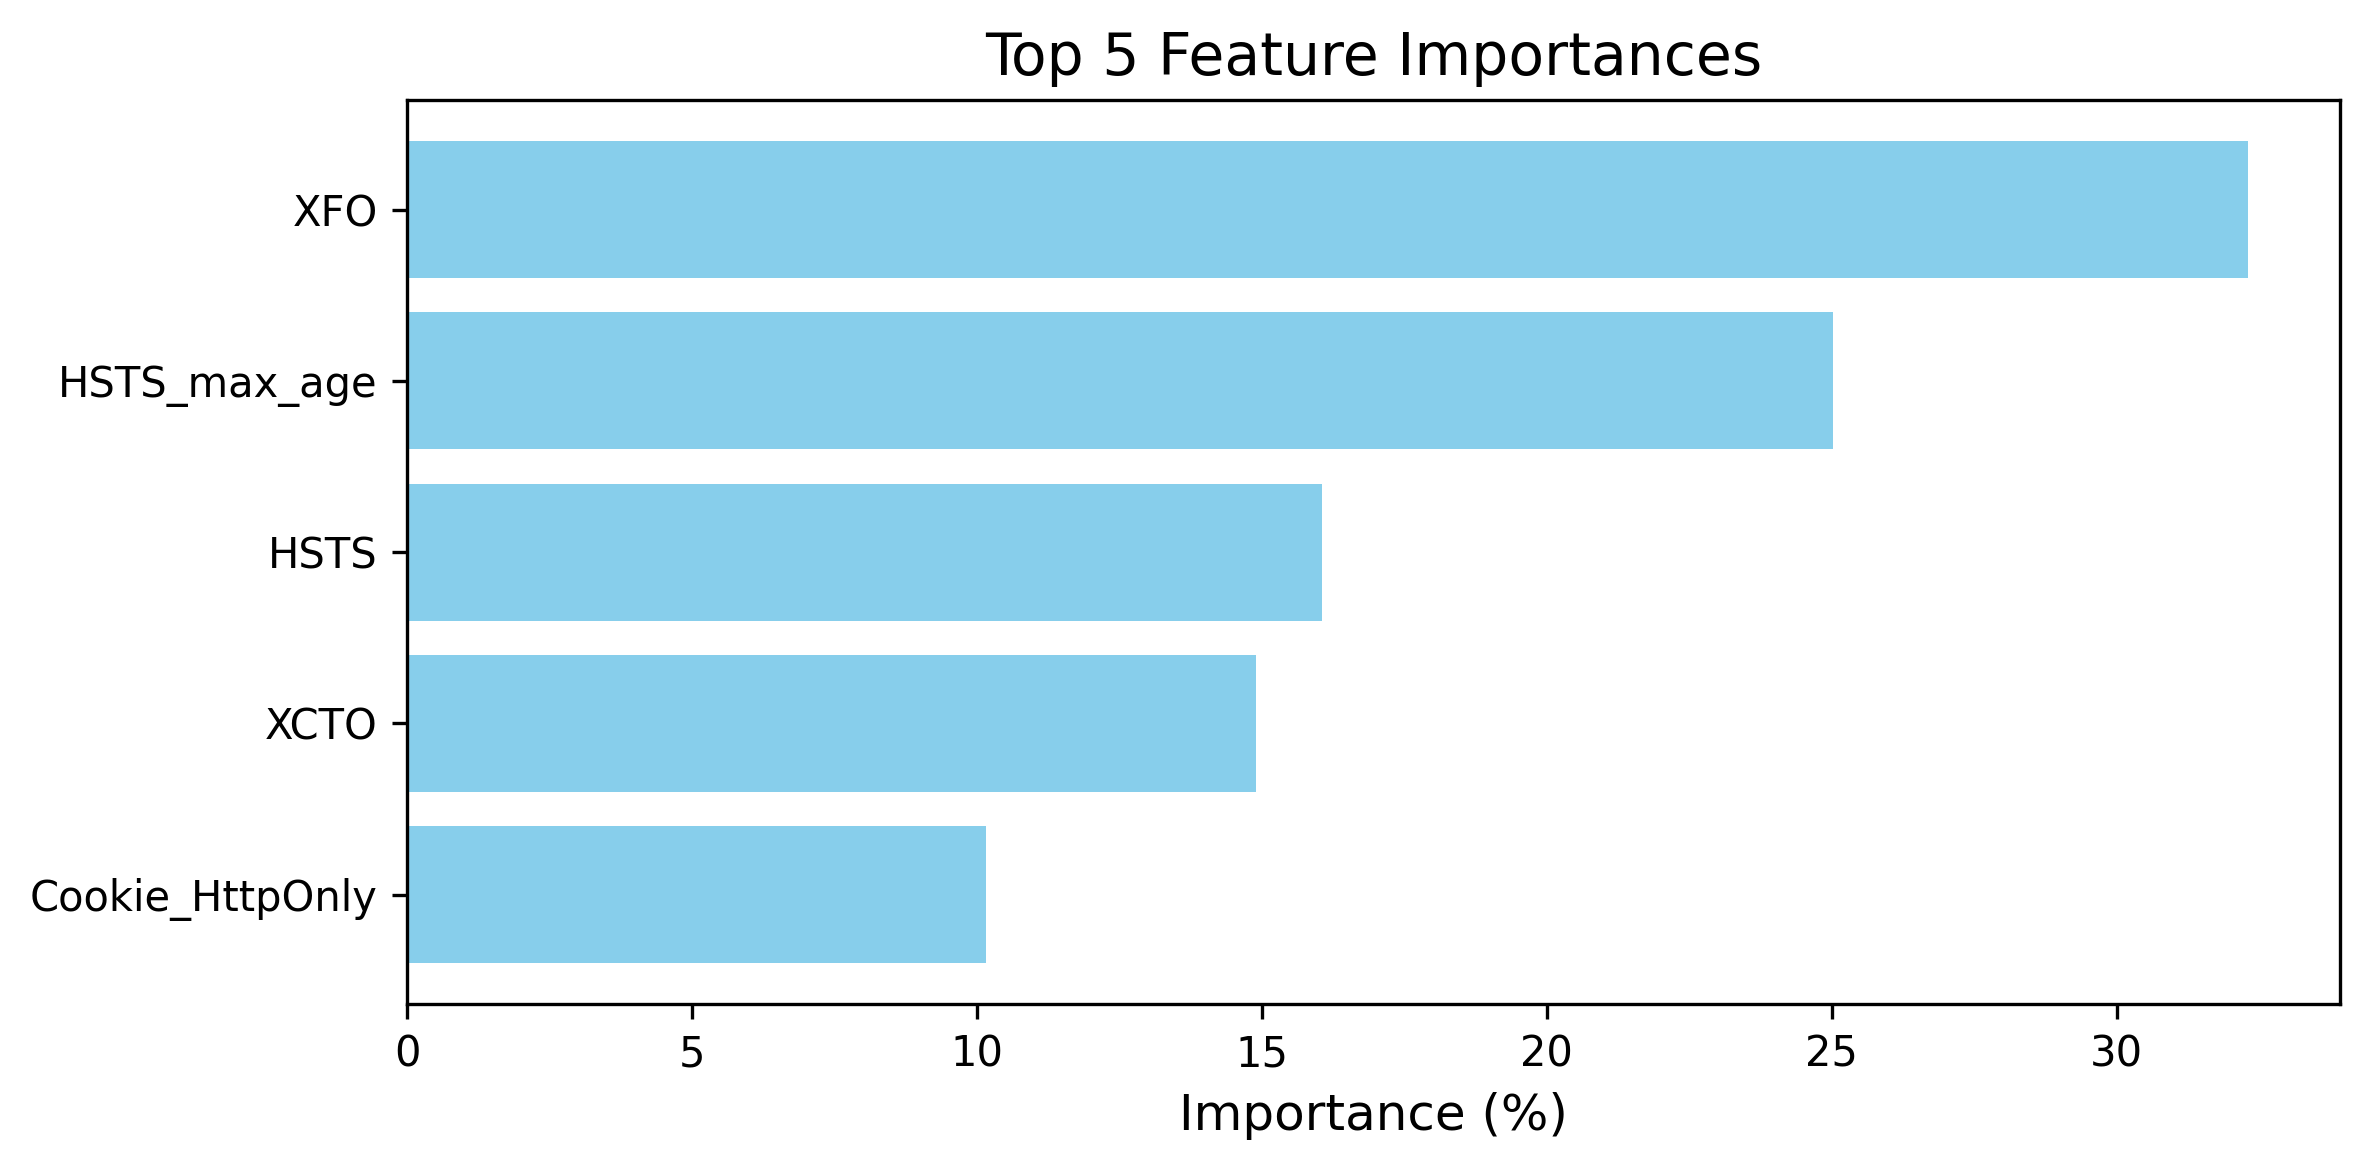 Top 5 Feature Importances
XFO
HSTS_max_age
HSTS
XCTO
Cookie_HttpOnly
0 5 10 15 20 25 30
Importance (%)